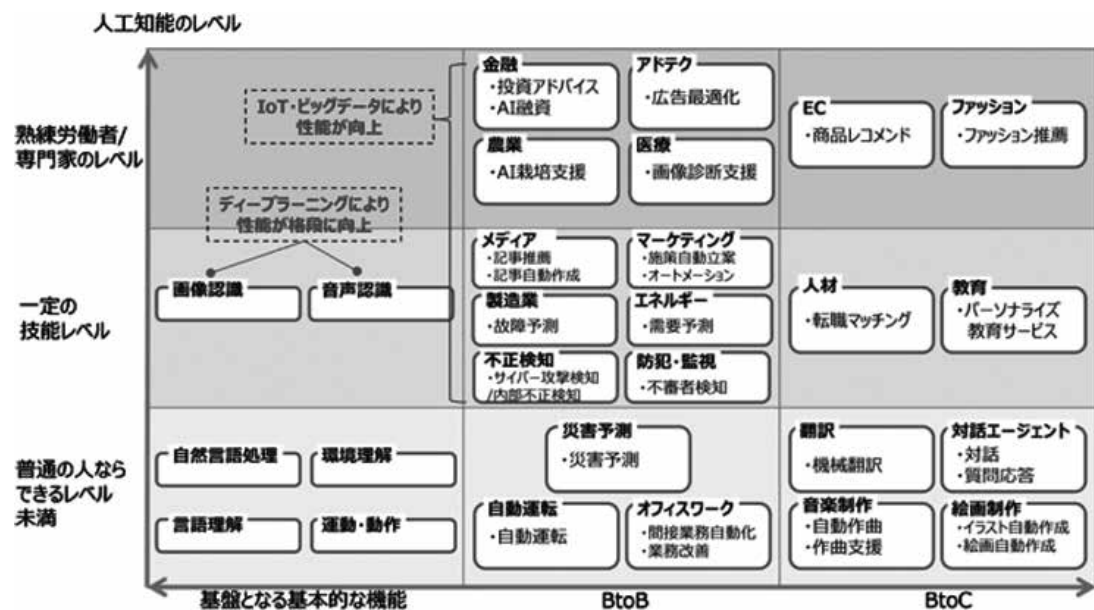 人工知能のレベル
熟練労働者/
専門家のレベル
IoT・ビッグデータにより
性能が向上
ディープラーニングにより
性能が格段に向上
金融
・投資アドバイス
・AI融資
アドテク
・広告最適化
農業
・AI栽培支援
医療
・画像診断支援
EC
・商品レコメンド
ファッション
・ファッション推薦
一定の
技能レベル
画像認識
音声認識
メディア
・記事推薦
・記事自動作成
マーケティング
・施策自動立案
・オートメーション
製造業
・故障予測
エネルギー
・需要予測
不正検知
・サイバー攻撃検知
/内部不正検知
防犯・監視
・不審者検知
人材
・転職マッチング
教育
・パーソナライズ
教育サービス
普通の人なら
できるレベル
未満
自然言語処理
環境理解
言語理解
運動・動作
災害予測
・災害予測
自動運転
・自動運転
オフィスワーク
・間接業務自動化
・業務改善
翻訳
・機械翻訳
対話エージェント
・対話
・質問応答
音楽制作
・自動作曲
・作曲支援
絵画制作
・イラスト自動作成
・絵画自動作成
基盤となる基本的な機能
BtoB
BtoC